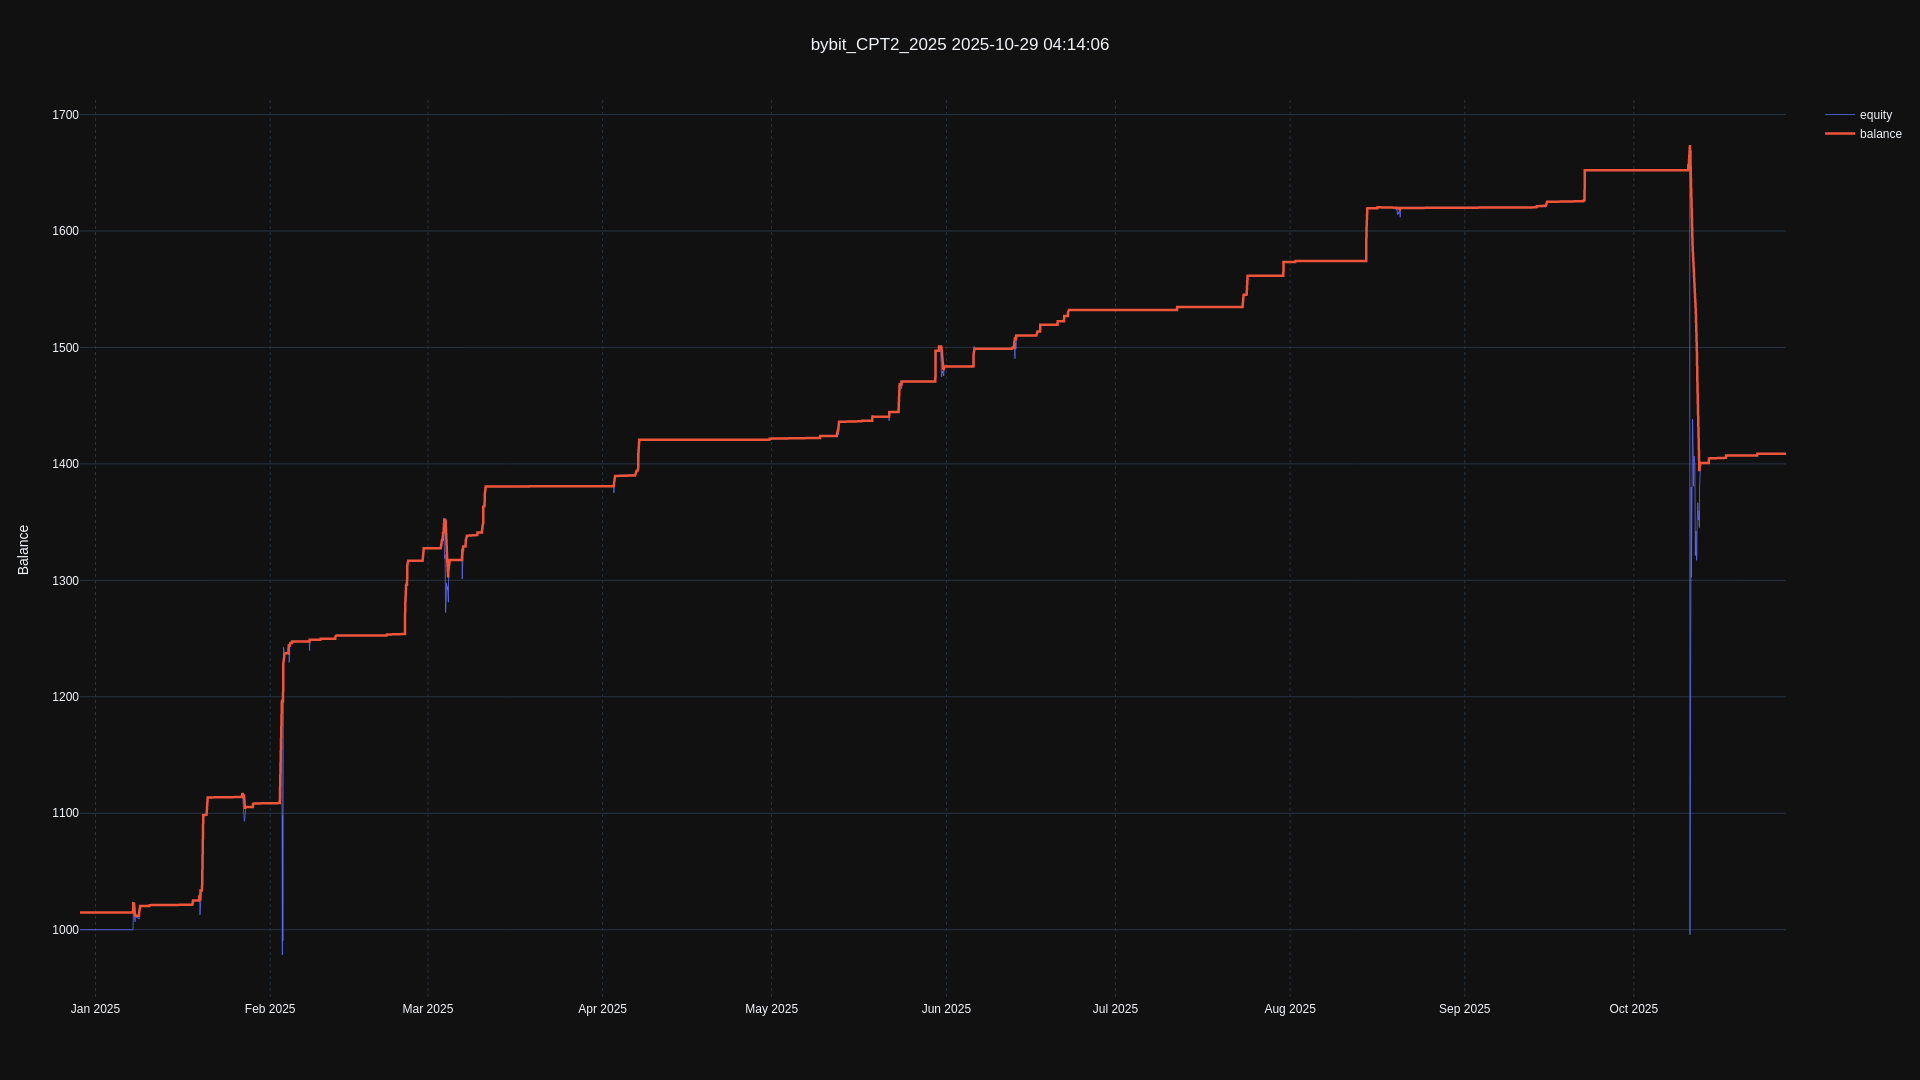 bybit_CPT2_2025 2025-10-29 04:14:06
equity
balance
Balance
1700
1600
1500
1400
1300
1200
1100
1000
Jan 2025
Feb 2025
Mar 2025
Apr 2025
May 2025
Jun 2025
Jul 2025
Aug 2025
Sep 2025
Oct 2025